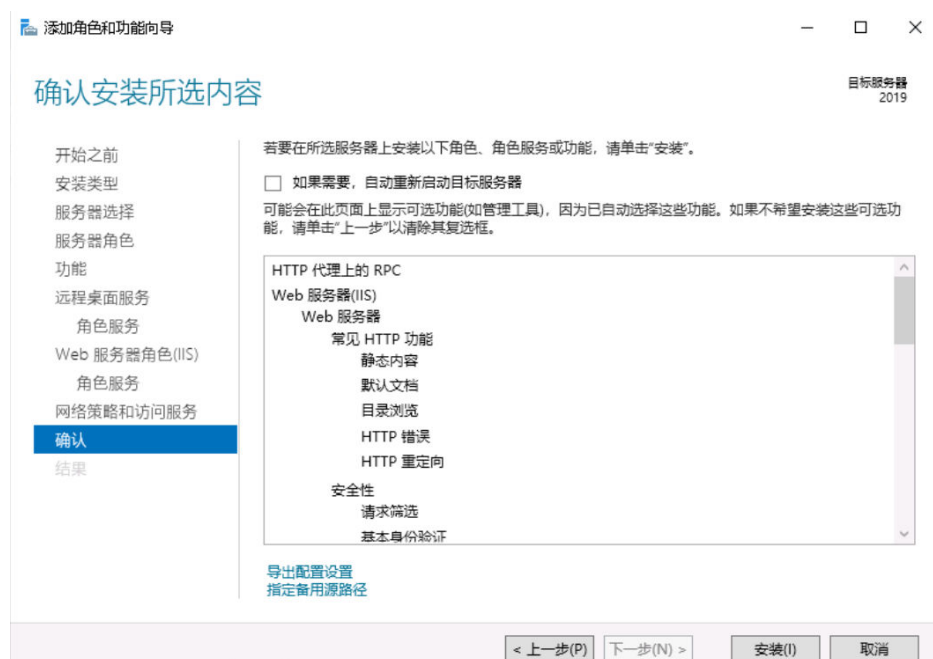 添加角色和功能向导
确认安装所选内容
目标服务器
2019
开始之前
安装类型
服务器选择
服务器角色
功能
远程桌面服务
角色服务
Web 服务器角色(IIS)
角色服务
网络策略和访问服务
确认
结果
若要在所选服务器上安装以下角色、角色服务或功能，请单击“安装”。
如果需要，自动重新启动目标服务器
可能会在此页面上显示可选功能(如管理工具)，因为已自动选择这些功能。如果不希望安装这些可选功
能，请单击“上一步”以清除其复选框。
HTTP 代理上的 RPC
Web 服务器(IIS)
Web 服务器
常见 HTTP 功能
静态内容
默认文档
目录浏览
HTTP 错误
HTTP 重定向
安全性
请求筛选
基本身份验证
导出配置设置
指定备用源路径
< 上一步(P)
下一步(N) >
安装(I)
取消